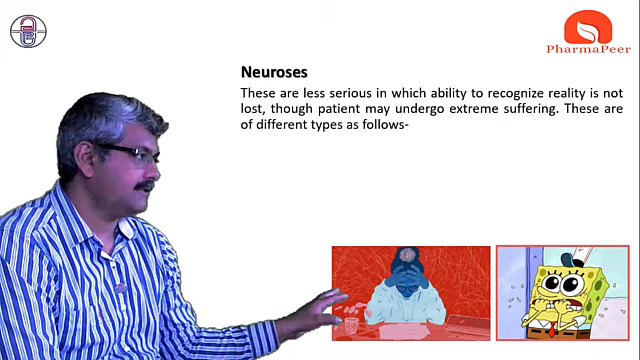 PharmaPeer
Neuroses
These are less serious in which ability to recognize reality is not
lost, though patient may undergo extreme suffering. These are
of different types as follows-